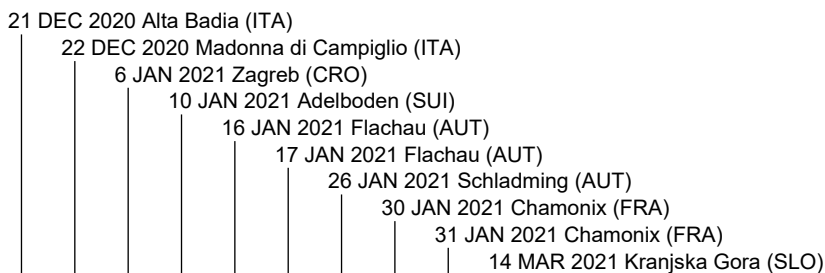 21 DEC 2020 Alta Badia (ITA)
22 DEC 2020 Madonna di Campiglio (ITA)
6 JAN 2021 Zagreb (CRO)
10 JAN 2021 Adelboden (SUI)
16 JAN 2021 Flachau (AUT)
17 JAN 2021 Flachau (AUT)
26 JAN 2021 Schladming (AUT)
30 JAN 2021 Chamonix (FRA)
31 JAN 2021 Chamonix (FRA)
14 MAR 2021 Kranjska Gora (SLO)